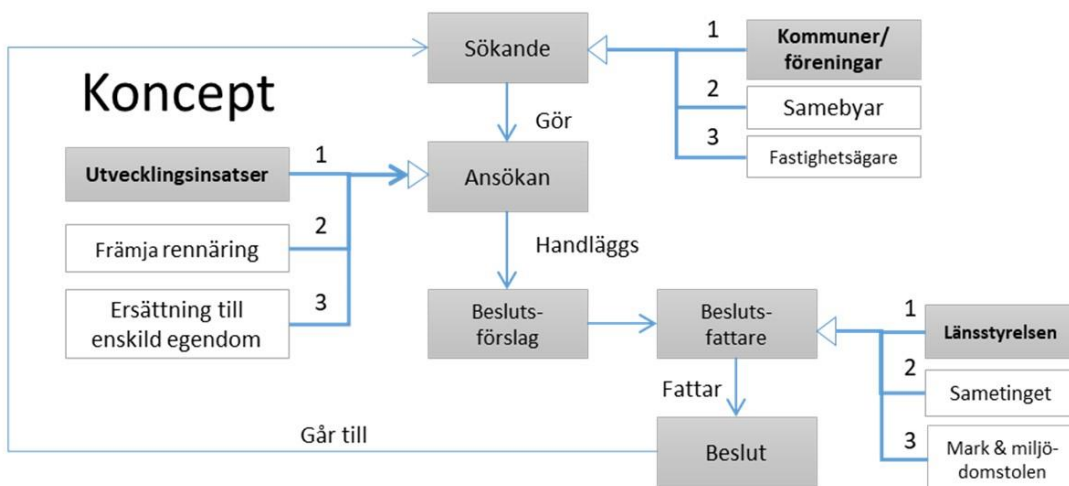 Sökande
1
Kommuner/
föreningar
2
Samebyar
3
Fastighetsägare
Koncept
Gör
Utvecklingsinsatser
1
Ansökan
Främja rennäring
2
Handläggs
Ersättning till
enskild egendom
3
Besluts-
förslag
Besluts-
fattare
1
Länsstyrelsen
2
Sametinget
3
Mark & miljö-
domstolen
Fattar
Går till
Beslut